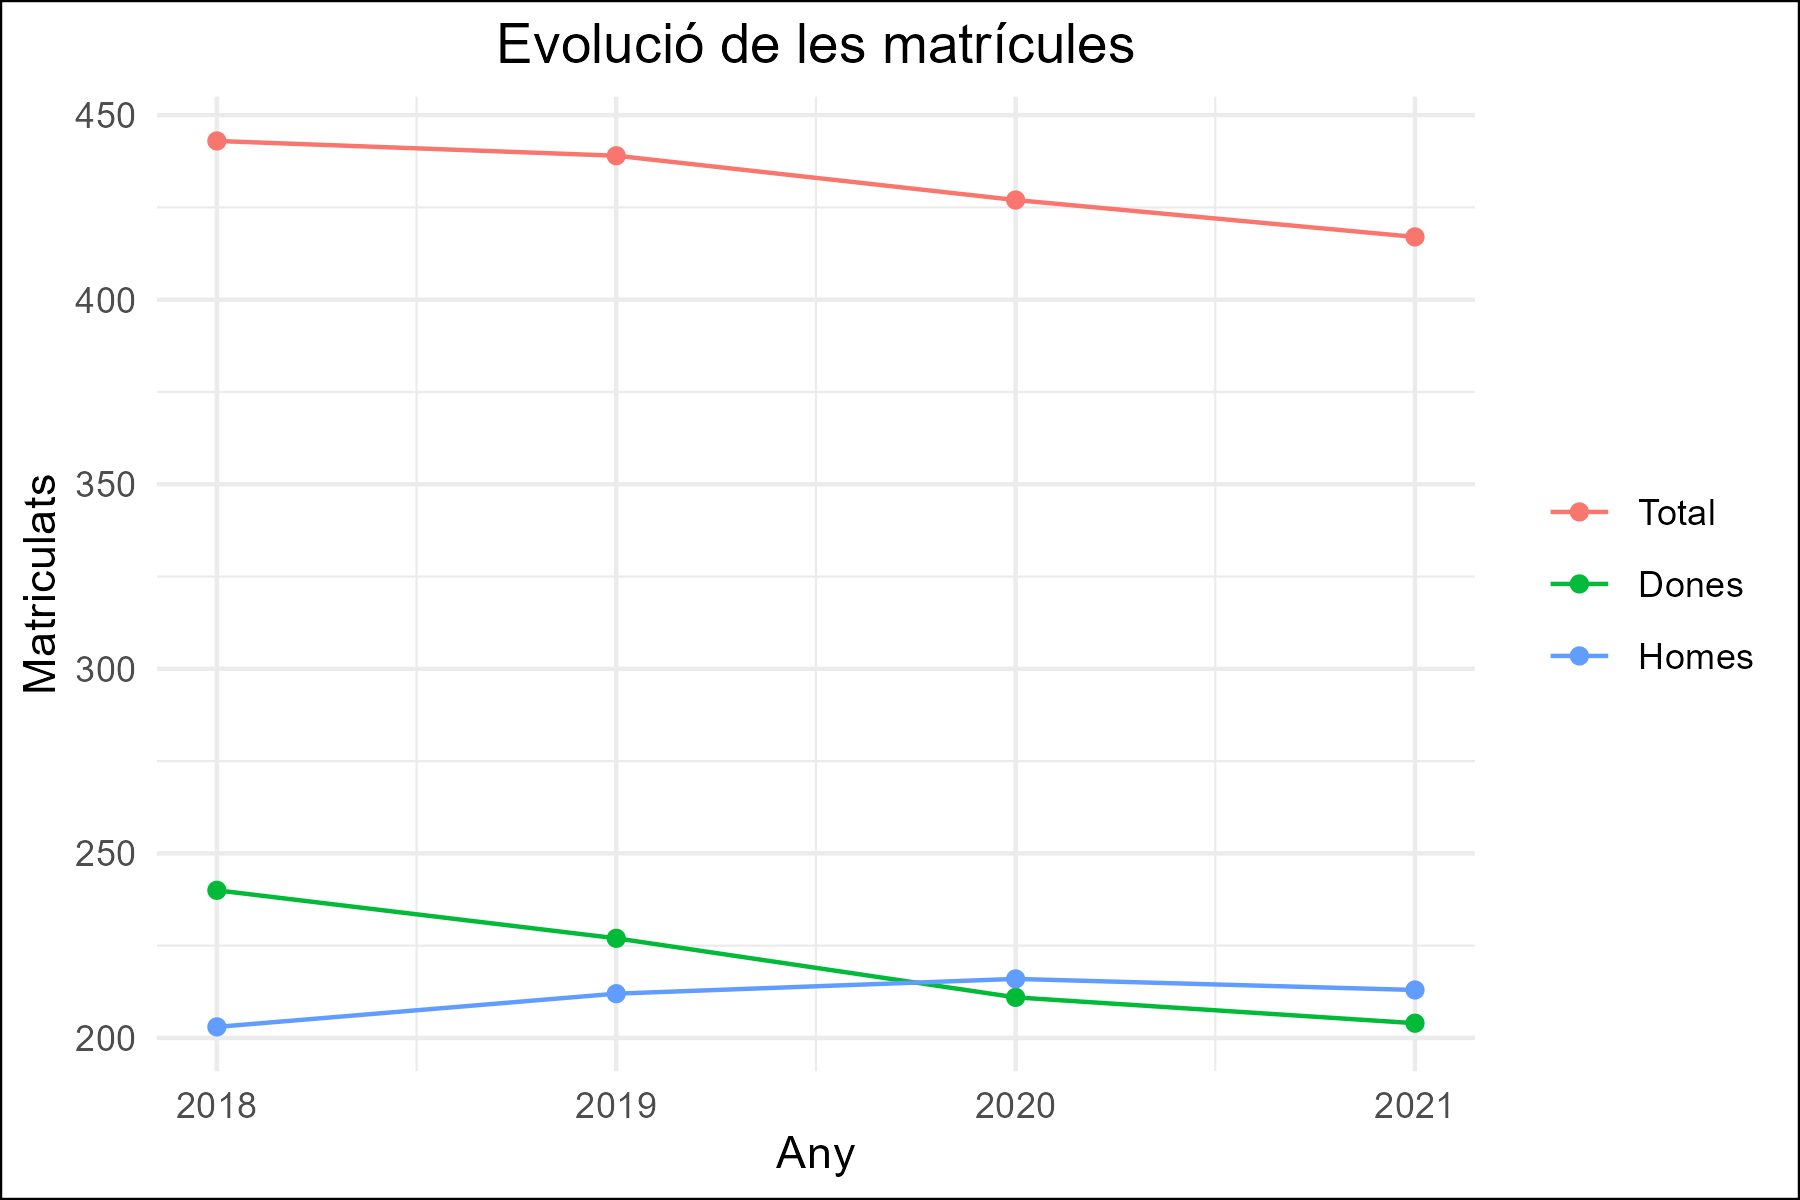 Evolució de les matrícules
450
400
350
300
250
200
Matriculats
2018 2019 2020 2021
Any
Total
Dones
Homes